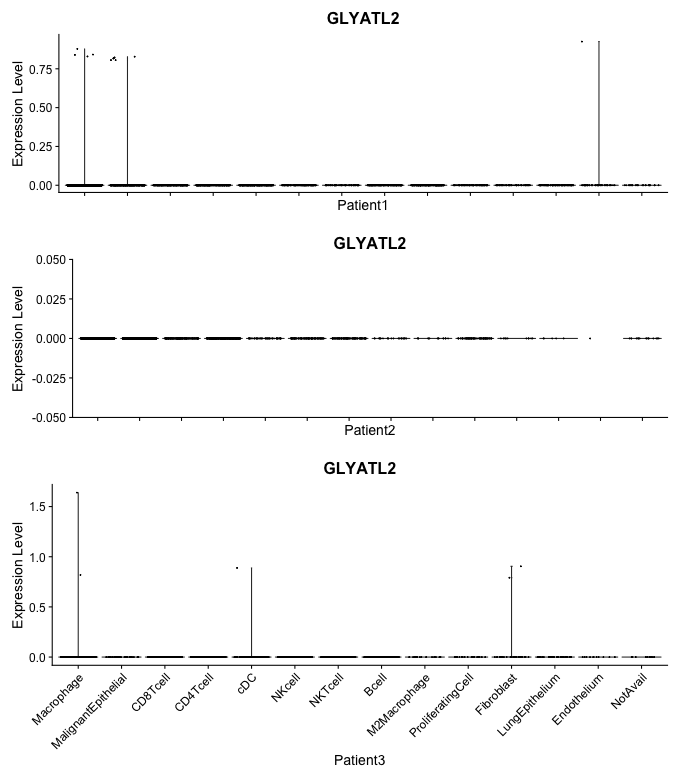 GLYATL2
Expression Level
0.75
0.50
0.25
0.00
Patient1
GLYATL2
Expression Level
0.050
0.025
0.000
-0.025
-0.050
Patient2
GLYATL2
Expression Level
1.5
1.0
0.5
0.0
Macrophage
MalignantEpithelial
CD8Tcell
CD4Tcell
cDC
NKcell
NKTcell
Bcell
M2Macrophage
ProliferatingCell
Fibroblast
LungEpithelium
Endothelium
NotAvail
Patient3